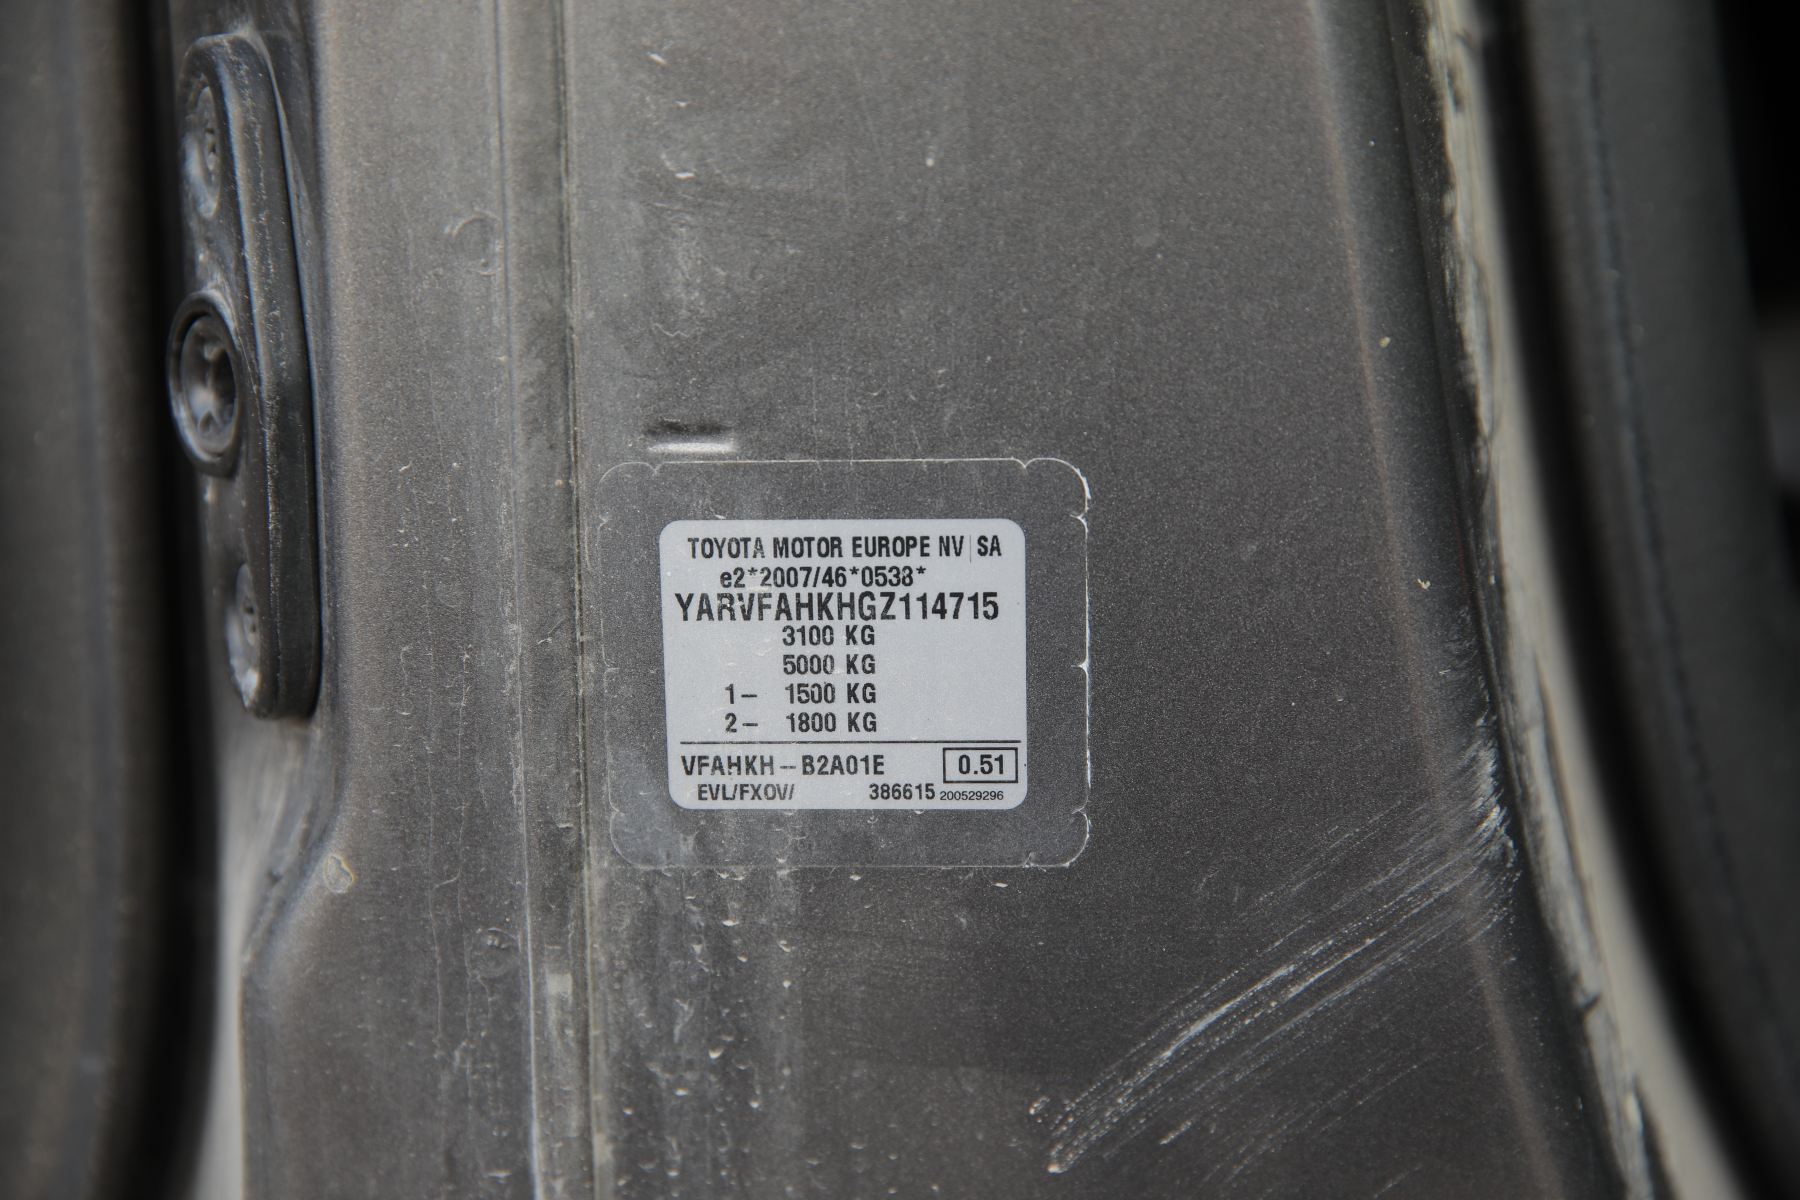 TOYOTA MOTOR EUROPE NV SA
e2*2007/46*0538*
YARVFAHKHGZ114715
3100 KG
5000 KG
1- 1500 KG
2- 1800 KG
VFAHKH-B2A01E 0.51
EVL/FXOV/ 386615 200529296